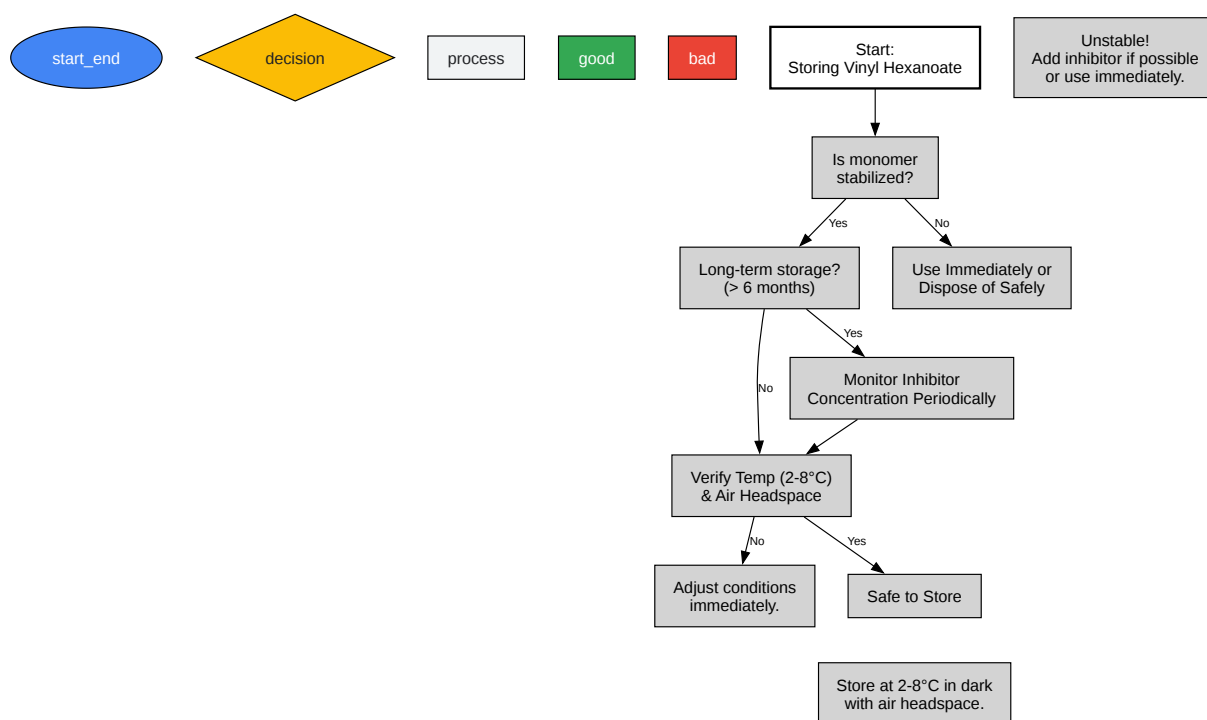 start_end
decision
process
good
bad
Start:
Storing Vinyl Hexanoate
Unstable!
Add inhibitor if possible
or use immediately.
Is monomer
stabilized?
Yes
No
Long-term storage?
(> 6 months)
Use Immediately or
Dispose of Safely
Yes
No
Monitor Inhibitor
Concentration Periodically
Verify Temp (2-8°C)
& Air Headspace
No
Yes
Adjust conditions
immediately.
Safe to Store
Store at 2-8°C in dark
with air headspace.